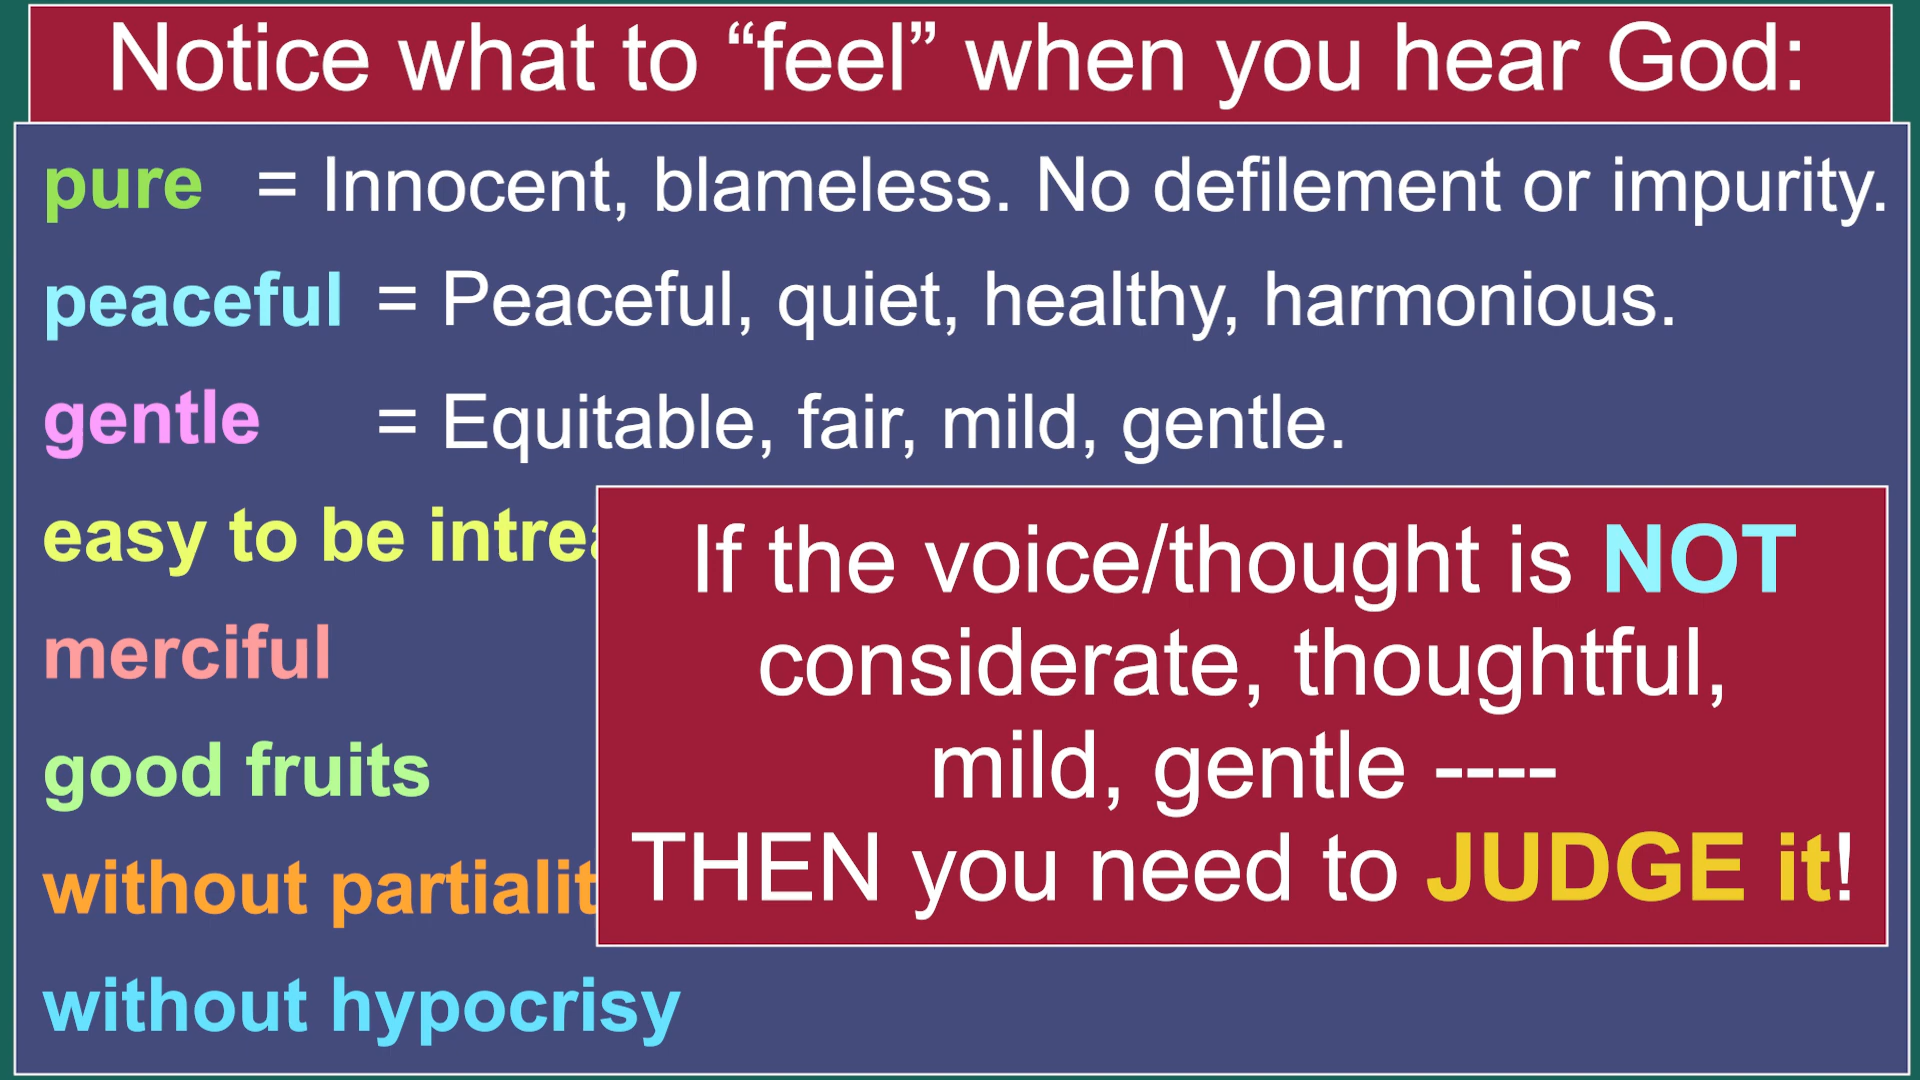 Notice what to “feel” when you hear God:
pure = Innocent, blameless. No defilement or impurity.
peaceful = Peaceful, quiet, healthy, harmonious.
gentle = Equitable, fair, mild, gentle.
easy to be
merciful
good fruits
without
without hypocrisy
If the voice/thought is NOT
considerate, thoughtful,
mild, gentle ----
THEN you need to JUDGE it!